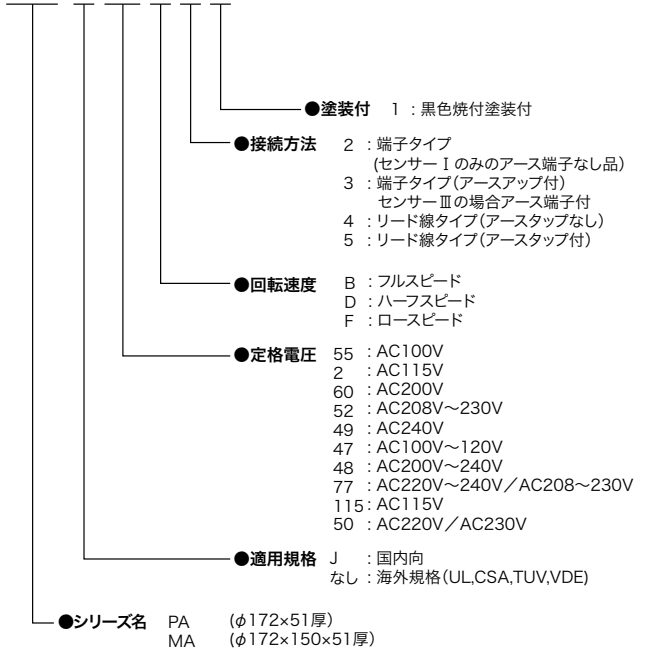 ●塗装付 1 : 黒色焼付塗装付
●接続方法 2 : 端子タイプ
(センサーⅠのみのアース端子なし品)
3 : 端子タイプ(アースアップ付)
センサーⅢの場合アース端子付
4 : リード線タイプ(アースタップなし)
5 : リード線タイプ(アースタップ付)
●回転速度 B : フルスピード
D : ハーフスピード
F : ロースピード
●定格電圧 55 : AC100V
2 : AC115V
60 : AC200V
52 : AC208V~230V
49 : AC240V
47 : AC100V~120V
48 : AC200V~240V
77 : AC220V~240V/AC208~230V
115 : AC115V
50 : AC220V/AC230V
●適用規格 J : 国内向
なし : 海外規格(UL,CSA,TUV,VDE)
●シリーズ名 PA (φ172×51厚)
MA (φ172×150×51厚)